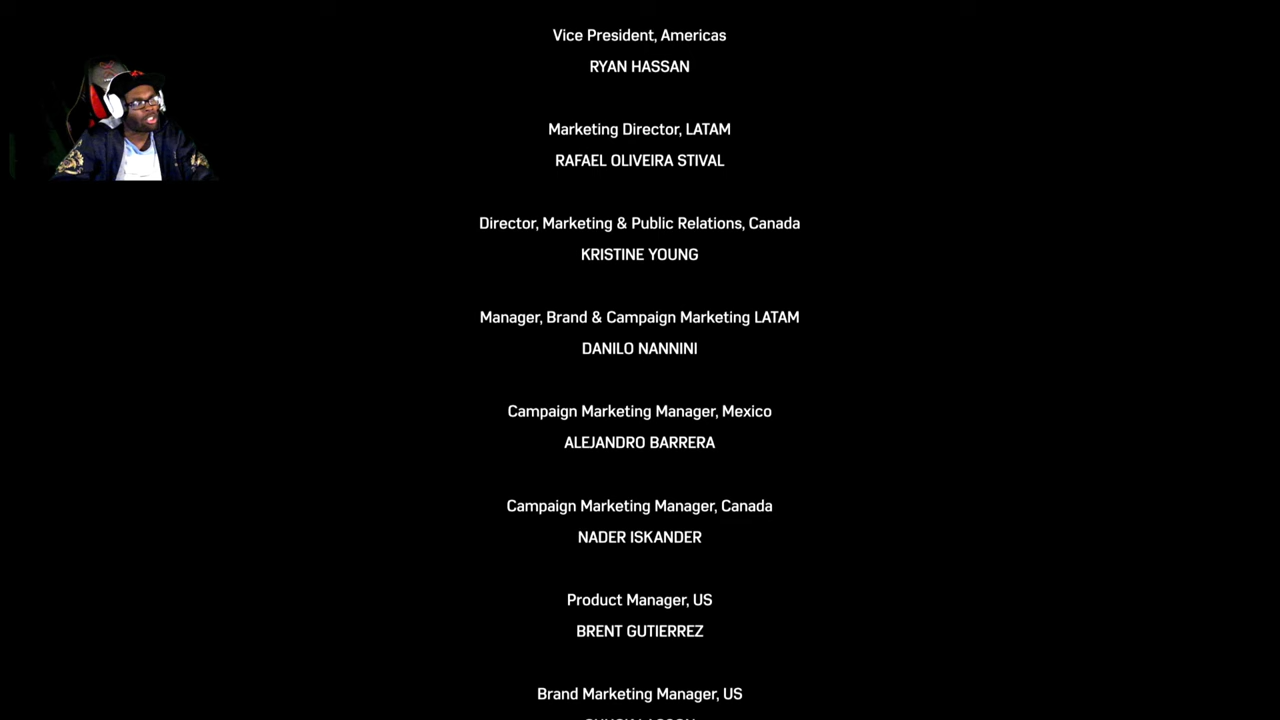 Vice President, Americas
RYAN HASSAN
Marketing Director, LATAM
RAFAEL OLIVEIRA STIVAL
Director, Marketing & Public Relations, Canada
KRISTINE YOUNG
Manager, Brand & Campaign Marketing LATAM
DANILO NANNINI
Campaign Marketing Manager, Mexico
ALEJANDRO BARRERA
Campaign Marketing Manager, Canada
NADER ISKANDER
Product Manager, US
BRENT GUTIERREZ
Brand Marketing Manager, US